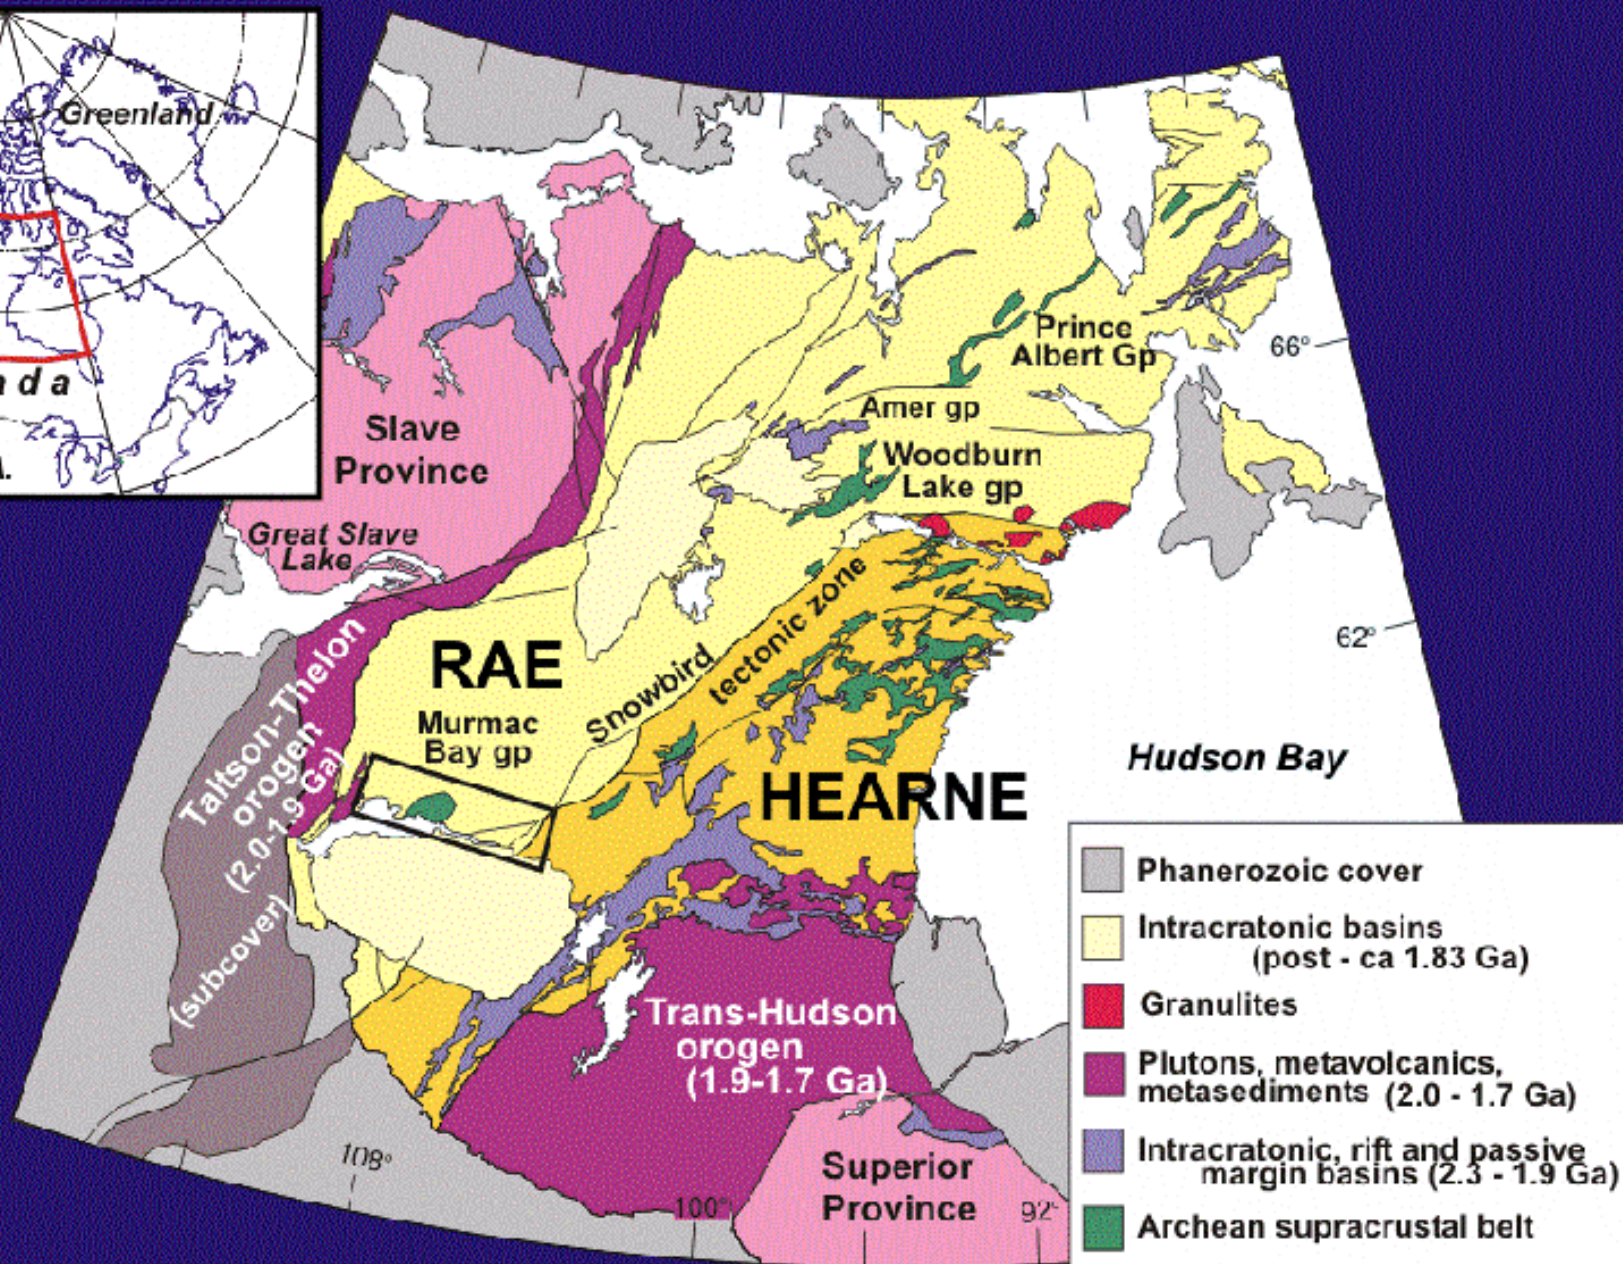 Greenland
a d a
A.
Slave
Province
Great Slave
Lake
Prince
Albert Gp
66°
Amer gp
Woodburn
Lake gp
62°
Snowbird
tectonic zone
RAE
Murmac
Bay gp
Taltson-Thelon
orogen
(2.0-1.9 Ga)
(subcover)
HEARNE
Hudson Bay
Trans-Hudson
orogen
(1.9-1.7 Ga)
Superior
Province
108°
100°
92°
Phanerozoic cover
Intracratonic basins
(post - ca 1.83 Ga)
Granulites
Plutons, metavolcanics,
metasediments (2.0 - 1.7 Ga)
Intracratonic, rift and passive
margin basins (2.3 - 1.9 Ga)
Archean supracrustal belt